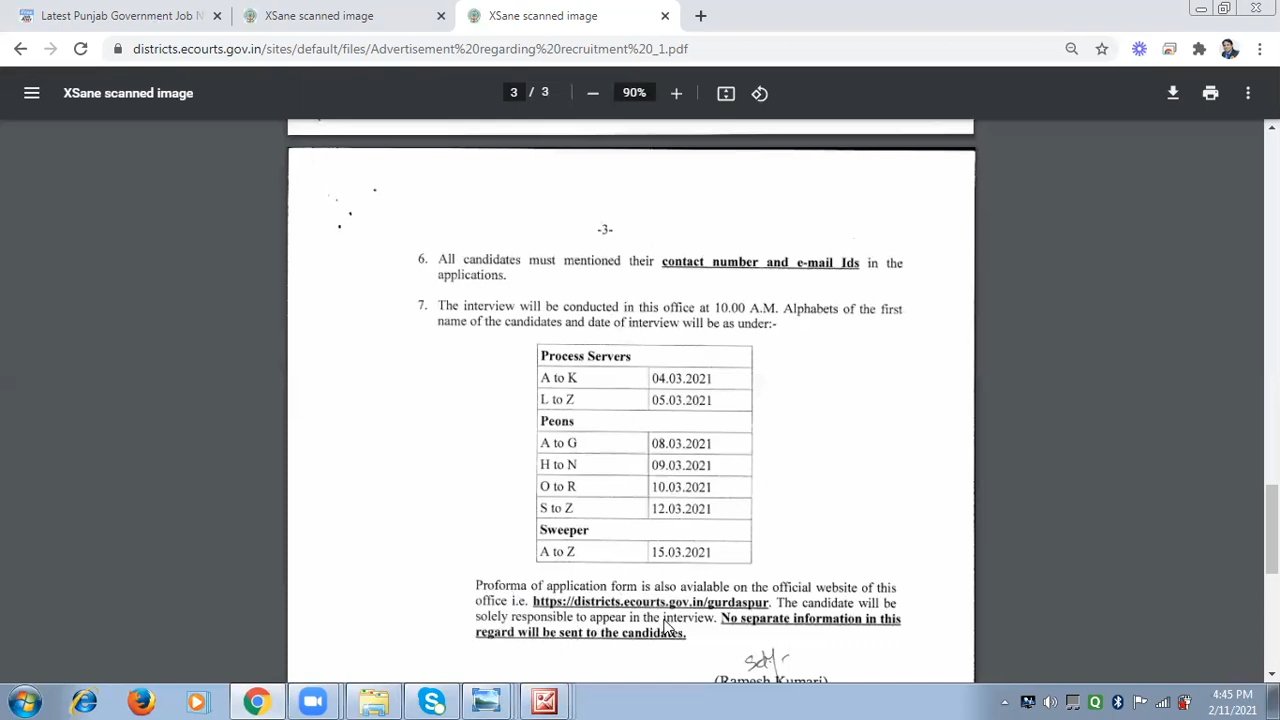 Latest Punjab Government Job N
XSane scanned image
XSane scanned image
districts.ecourts.gov.in/sites/default/files/Advertisement%20regarding%20recruitment%20_1.pdf
XSane scanned image
3 / 3
90%
-3-
6. All candidates must mentioned their contact number and e-mail Ids in the
applications.
7. The interview will be conducted in this office at 10.00 A.M. Alphabets of the first
name of the candidates and date of interview will be as under:-
Process Servers
A to K 04.03.2021
L to Z 05.03.2021
Peons
A to G 08.03.2021
H to N 09.03.2021
O to R 10.03.2021
S to Z 12.03.2021
Sweeper
A to Z 15.03.2021
Proforma of application form is also avialable on the official website of this
office i.e. https://districts.ecourts.gov.in/gurdaspur. The candidate will be
solely responsible to appear in the interview. No separate information in this
regard will be sent to the candidates.
Sd/-
(Ramesh Kumari)
4:45 PM
2/11/2021